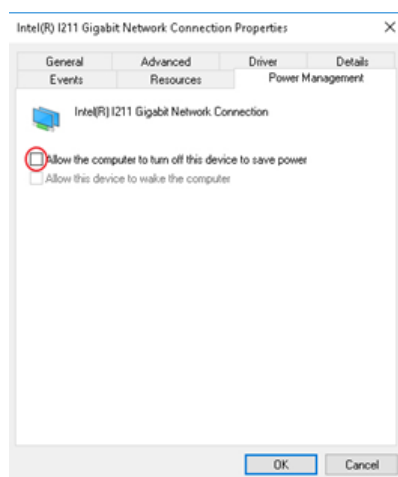 Intel(R) I211 Gigabit Network Connection Properties
General Advanced Driver Details
Events Resources Power Management
Intel(R) I211 Gigabit Network Connection
Allow the computer to turn off this device to save power
Allow this device to wake the computer
OK Cancel